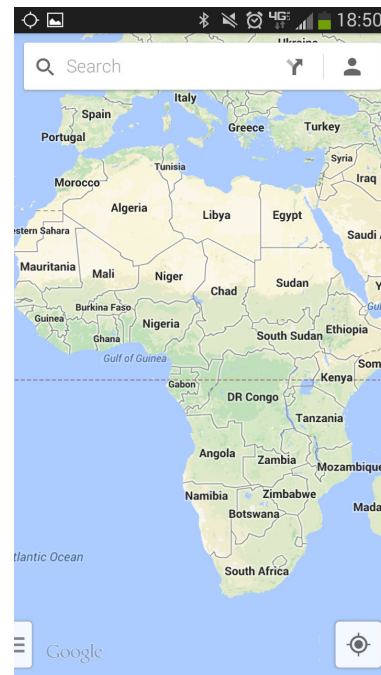 4G 18:50
Ukraine
Search
Italy
Spain
Greece
Turkey
Portugal
Tunisia
Syria
Morocco
Iraq
Algeria
Libya
Egypt
estern Sahara
Saudi
Mauritania
Mali
Niger
Chad
Sudan
Y
Burkina Faso
Guinea
Nigeria
Gul
Ghana
South Sudan
Ethiopia
Gulf of Guinea
Som
Gabon
Kenya
DR Congo
Tanzania
Angola
Zambia
Mozambique
Namibia
Zimbabwe
Botswana
Mada
tlantic Ocean
South Africa
Google